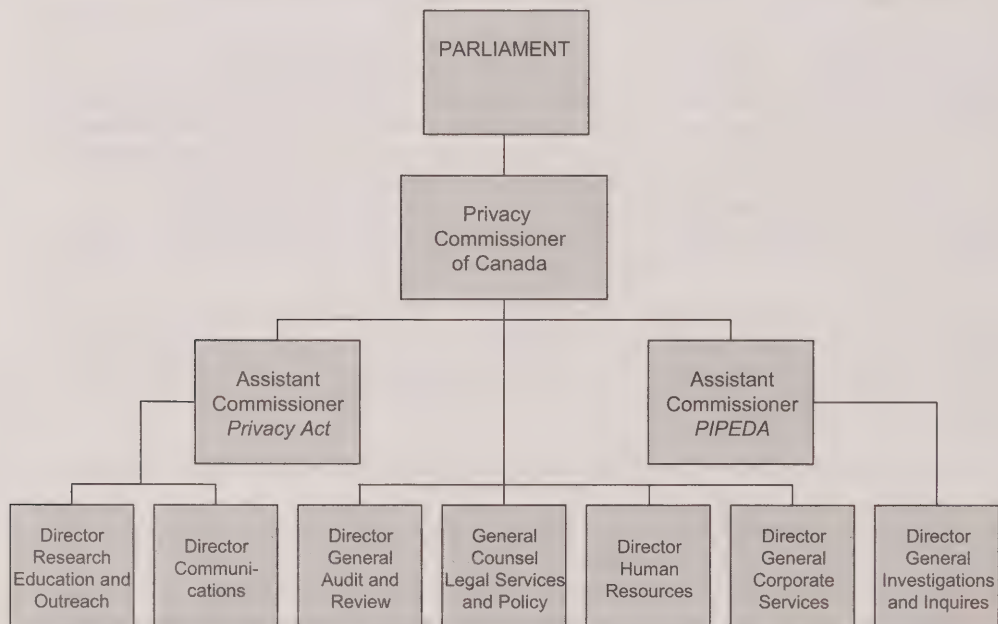 PARLIAMENT
Privacy
Commissioner
of Canada
Assistant
Commissioner
Privacy Act
Assistant
Commissioner
PIPEDA
Director
Research
Education and
Outreach
Director
Communi-
cations
Director
General
Audit and
Review
General
Counsel
Legal Services
and Policy
Director
Human
Resources
Director
General
Corporate
Services
Director
General
Investigations
and Inquires